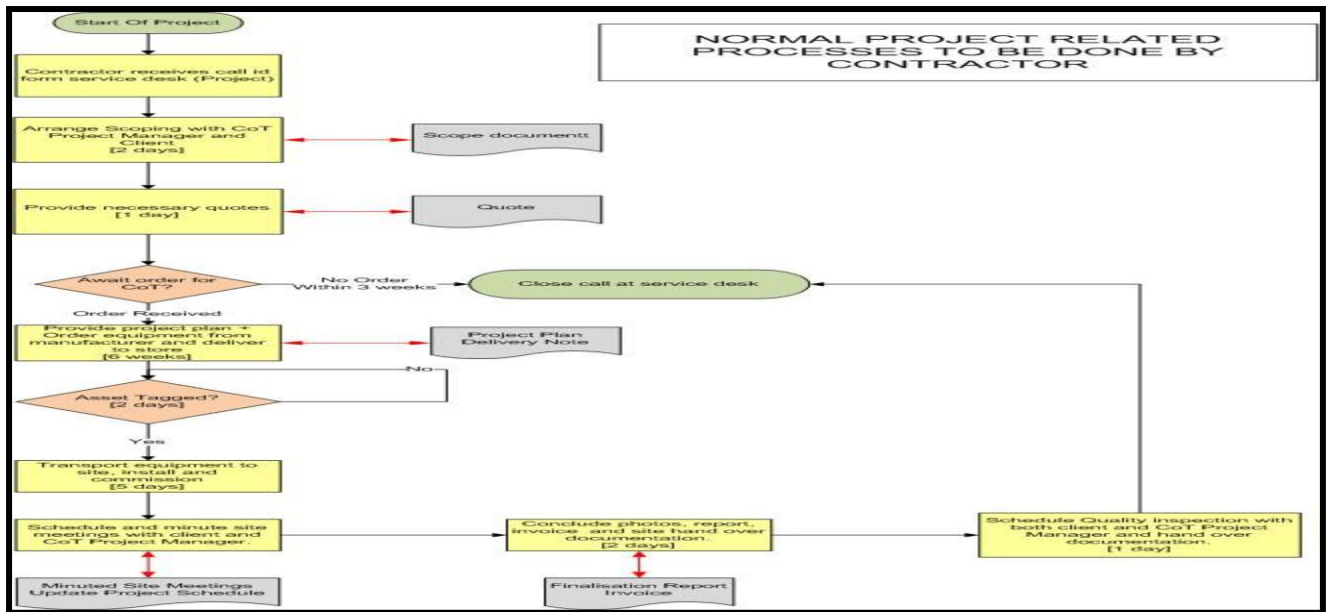 Start Of Project
NORMAL PROJECT RELATED
PROCESSES TO BE DONE BY
CONTRACTOR
Contractor receives call id
form service desk (Project)
Arrange Scoping with CoT
Project Manager and
Client
[2 days]
Scope documentt
Provide necessary quotes
[1 day]
Quote
Await order for
CoT?
No Order
Within 3 weeks
Close call at service desk
Order Received
Provide project plan +
Order equipment from
manufacturer and deliver
to store
[6 weeks]
Project Plan
Delivery Note
No
Asset Tagged?
[2 days]
Yes
Transport equipment to
site, install and
commission
[5 days]
Schedule and minute site
meetings with client and
CoT Project Manager.
Conclude photos, report,
invoice and site hand over
documentation.
[2 days]
Schedule Quality inspection with
both client and CoT Project
Manager and hand over
documentation.
[1 day]
Minuted Site Meetings
Update Project Schedule
Finalisation Report
Invoice